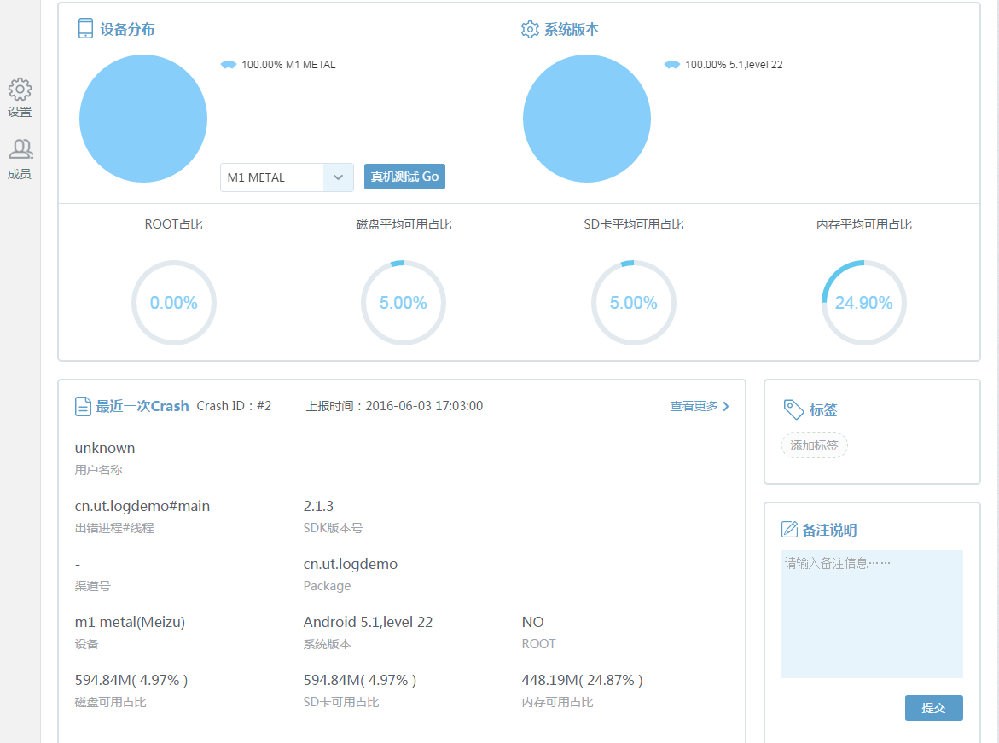 设置
成员
设备分布
100.00% M1 METAL
M1 METAL
真机测试 Go
系统版本
100.00% 5.1,level 22
ROOT占比
磁盘平均可用占比
SD卡平均可用占比
内存平均可用占比
0.00%
5.00%
5.00%
24.90%
最近一次Crash Crash ID：#2 上报时间：2016-06-03 17:03:00 查看更多
unknown
用户名称
cn.ut.logdemo#main
出错进程#线程
2.1.3
SDK版本号
-
渠道号
cn.ut.logdemo
Package
m1 metal(Meizu)
设备
Android 5.1,level 22
系统版本
NO
ROOT
594.84M( 4.97% )
磁盘可用占比
594.84M( 4.97% )
SD卡可用占比
448.19M( 24.87% )
内存可用占比
标签
添加标签
备注说明
请输入备注信息……
提交